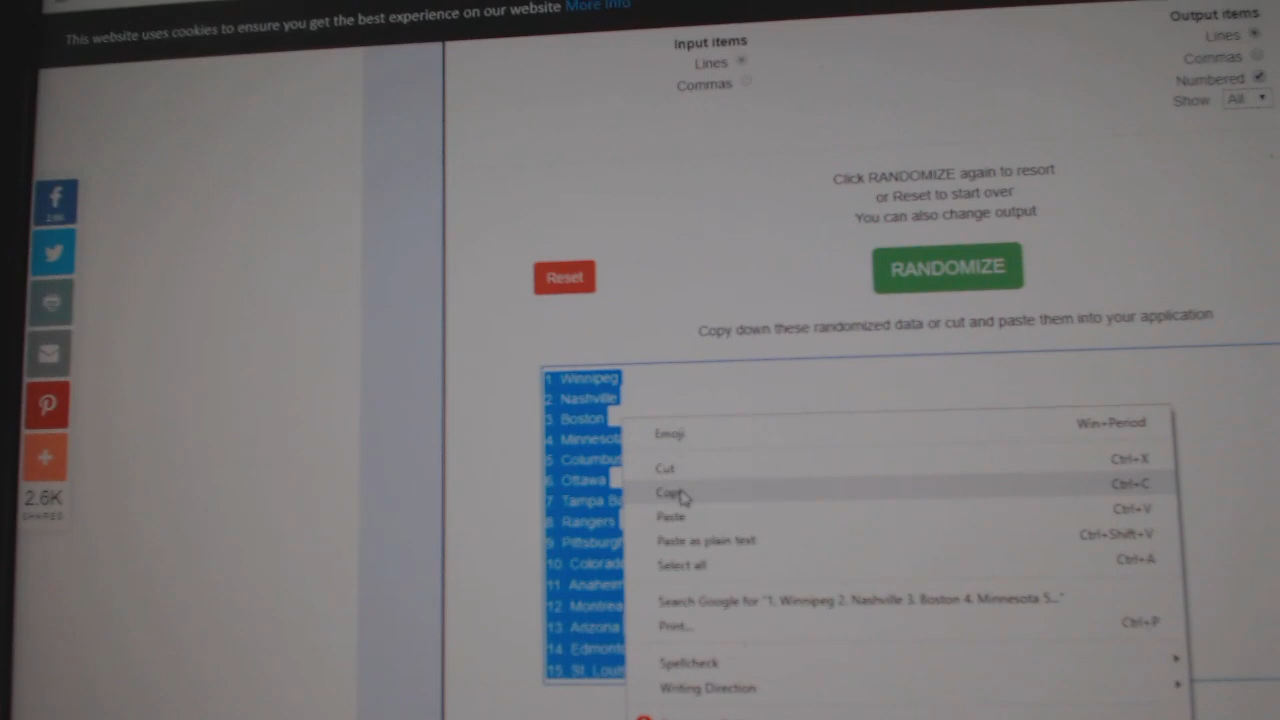 This website uses cookies to ensure you get the best experience on our website More info
Input items
Lines
Commas
Output items
Lines
Commas
Numbered
Show All
Click RANDOMIZE again to resort
or Reset to start over
You can also change output
Reset
RANDOMIZE
Copy down these randomized data or cut and paste them into your application
2.6K
SHARES
1. Winnipeg
2. Nashville
3. Boston
4. Minnesota
5. Columbus
6. Ottawa
7. Tampa Ba
8. Rangers
9. Pittsburgh
10. Colorado
11. Anaheim
12. Montrea
13. Arizona
14. Edmonto
15. St. Loui
Emoji Win+Period
Cut Ctrl+X
Copy Ctrl+C
Paste Ctrl+V
Paste as plain text Ctrl+Shift+V
Select all Ctrl+A
Search Google for "1. Winnipeg 2. Nashville 3. Boston 4. Minnesota 5..."
Print... Ctrl+P
Spellcheck
Writing Direction